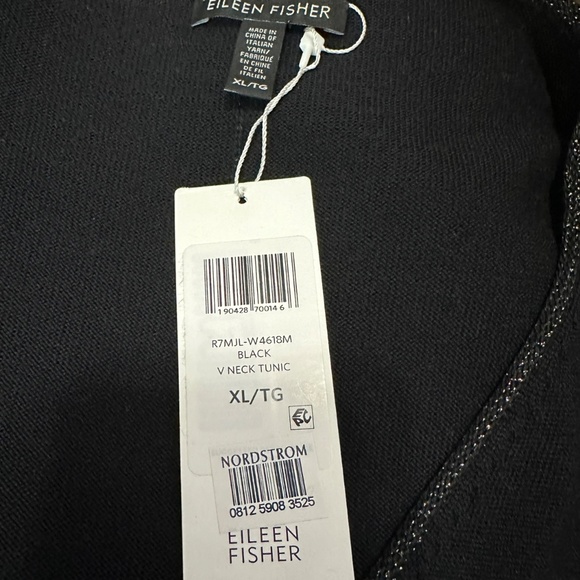 EILEEN FISHER
MADE IN
CHINA OF
ITALIAN
YARN/
FABRIQUÉ
EN CHINE
DE FIL
ITALIEN
XL/TG
1 90428 70014 6
R7MJL-W4618M
BLACK
V NECK TUNIC
XL/TG
NORDSTROM
0812 5908 3525
EILEEN
FISHER